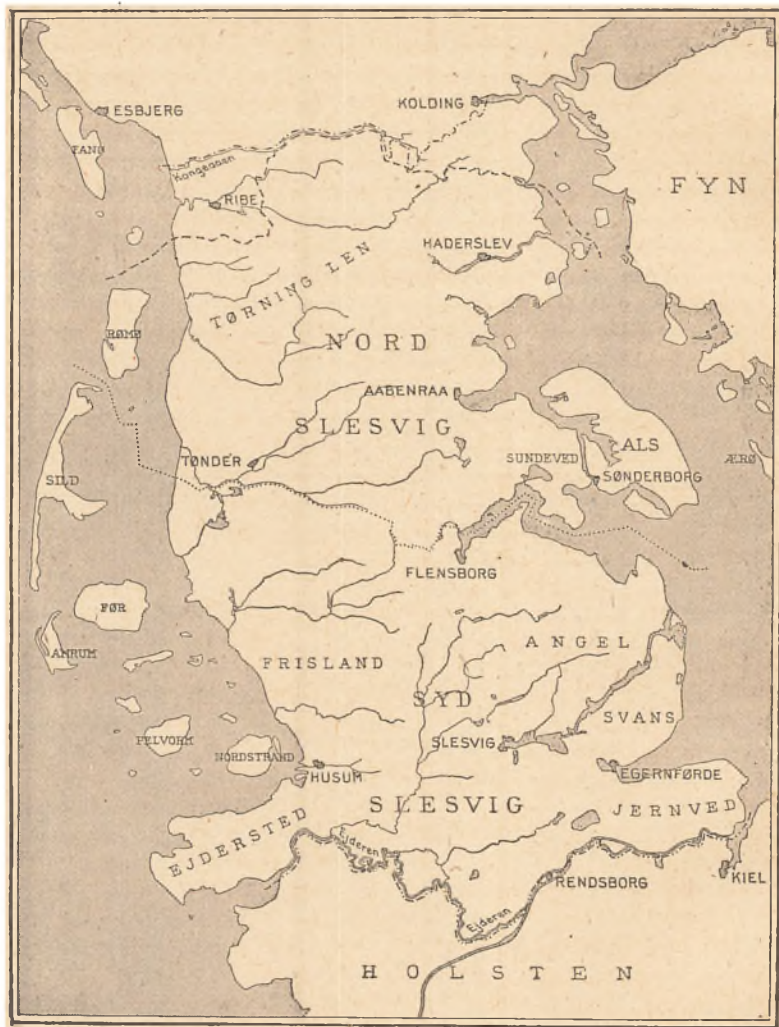 ESBJERG
KOLDING
FANØ
Kongeaaen
FYN
RIBE
HADERSLEV
TØRNING LEN
RØMØ
NORD
AABENRAA
SLESVIG
ALS
TØNDER
SUNDEVED
ÆRØ
SILD
SØNDERBORG
FLENSBORG
FØR
ANGEL
AMRUM
FRISLAND
SYD
SVANS
PELVORM
SLESVIG
NORDSTRAND
HUSUM
EGERNFØRDE
SLESVIG
JERNVED
EJDERSTED
Ejderen
RENDSBORG
KIEL
Ejderen
HOLSTEN